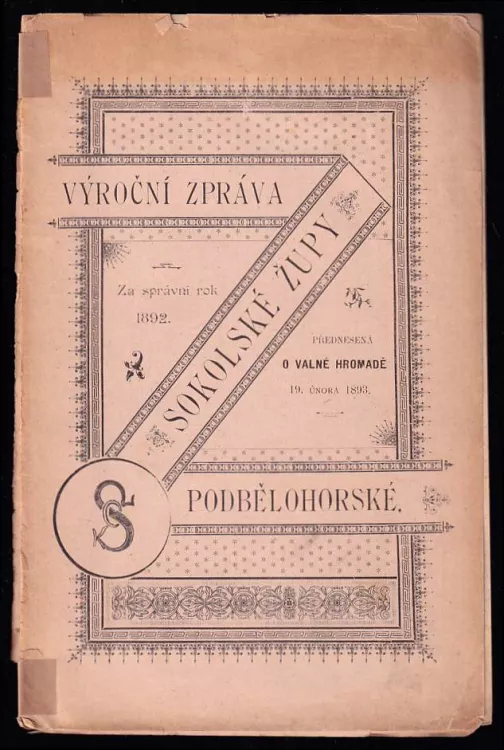 VÝROČNÍ ZPRÁVA
SOKOLSKÉ ŽUPY
PODBĚLOHORSKÉ.
Za správní rok
1892.
PŘEDNESENÁ
O VALNÉ HROMADĚ
19. ÚNORA 1893.
S